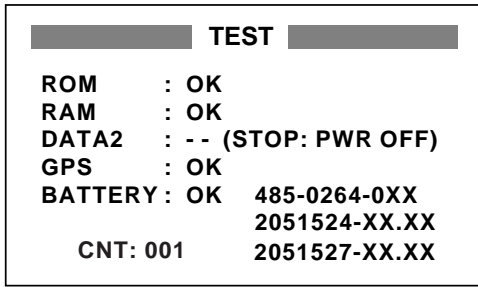 TEST
ROM : OK
RAM : OK
DATA2 : - - (STOP: PWR OFF)
GPS : OK
BATTERY : OK 485-0264-0XX
2051524-XX.XX
CNT: 001 2051527-XX.XX